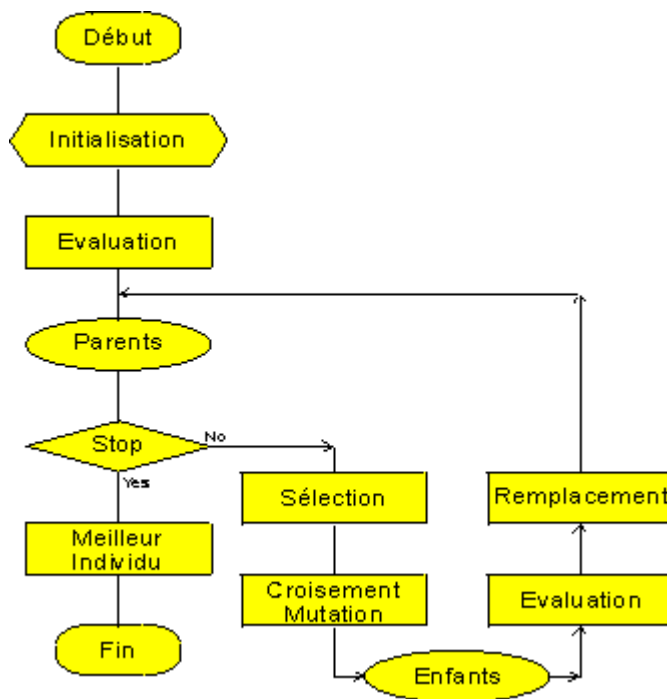 Début
Initialisation
Evaluation
Parents
Stop
No
Yes
Sélection
Remplacement
Meilleur
Individu
Croisement
Mutation
Evaluation
Fin
Enfants